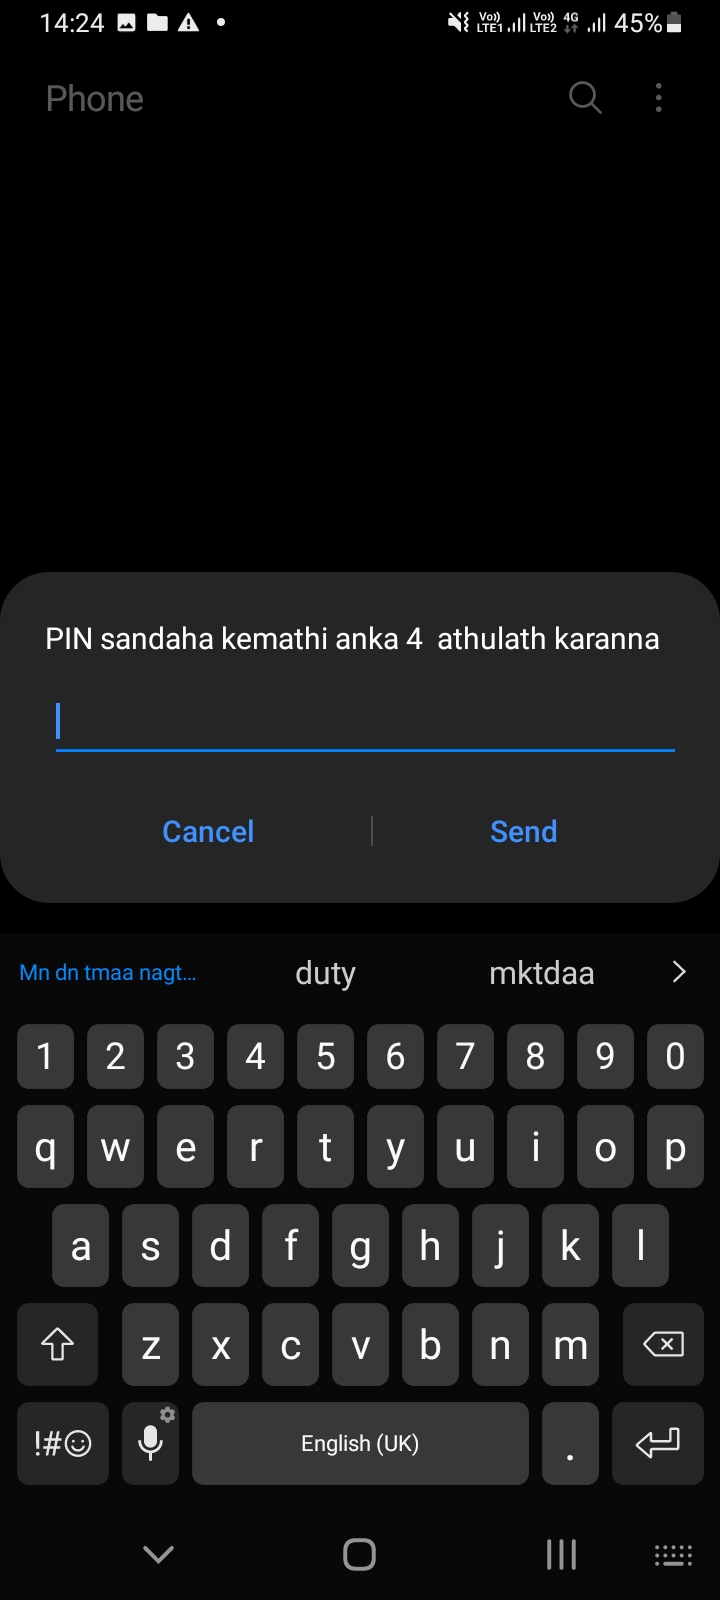 14:24 Vo)) LTE1 Vo)) LTE2 4G 45%
Phone
PIN sandaha kemathi anka 4  athulath karanna
Cancel Send
Mn dn tmaa nagt... duty mktdaa
1 2 3 4 5 6 7 8 9 0
q w e r t y u i o p
a s d f g h j k l
z x c v b n m
!#☺ English (UK) .